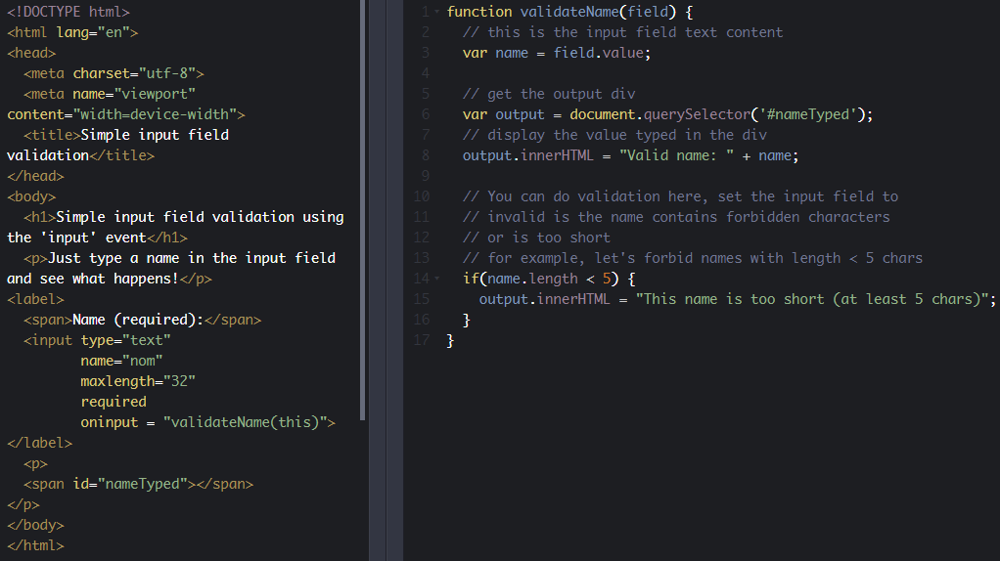 <!DOCTYPE html>
<html lang="en">
<head>
  <meta charset="utf-8">
  <meta name="viewport"
content="width=device-width">
  <title>Simple input field
validation</title>
</head>
<body>
  <h1>Simple input field validation using
the 'input' event</h1>
  <p>Just type a name in the input field
and see what happens!</p>
<label>
  <span>Name (required):</span>
  <input type="text"
         name="nom"
         maxlength="32"
         required
         oninput = "validateName(this)">
</label>
  <p>
  <span id="nameTyped"></span>
</p>
</body>
</html>
1 function validateName(field) {
2   // this is the input field text content
3   var name = field.value;
4
5   // get the output div
6   var output = document.querySelector('#nameTyped');
7   // display the value typed in the div
8   output.innerHTML = "Valid name: " + name;
9
10   // You can do validation here, set the input field to
11   // invalid is the name contains forbidden characters
12   // or is too short
13   // for example, let's forbid names with length < 5 chars
14   if(name.length < 5) {
15     output.innerHTML = "This name is too short (at least 5 chars)";
16   }
17 }